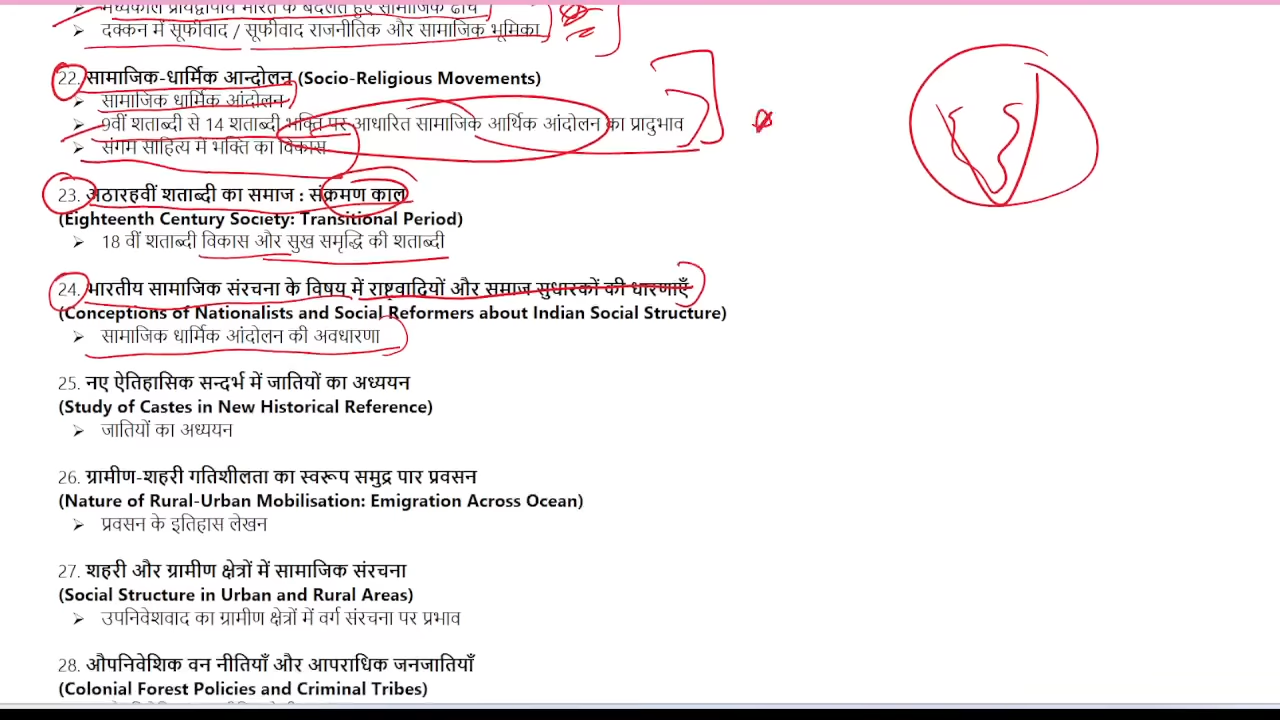 मध्यकाल प्रायद्वीपीय भारत के बदलते हुए सामाजिक ढांचे
➤ दक्कन में सूफीवाद / सूफीवाद राजनीतिक और सामाजिक भूमिका
22. सामाजिक-धार्मिक आन्दोलन (Socio-Religious Movements)
➤ सामाजिक धार्मिक आंदोलन
➤ 9वीं शताब्दी से 14 शताब्दी भक्ति पर आधारित सामाजिक आर्थिक आंदोलन का प्रादुभाव
➤ संगम साहित्य में भक्ति का विकास
23. अठारहवीं शताब्दी का समाज : संक्रमण काल
(Eighteenth Century Society: Transitional Period)
➤ 18 वीं शताब्दी विकास और सुख समृद्धि की शताब्दी
24. भारतीय सामाजिक संरचना के विषय में राष्ट्रवादियों और समाज सुधारकों की धारणाएँ
(Conceptions of Nationalists and Social Reformers about Indian Social Structure)
➤ सामाजिक धार्मिक आंदोलन की अवधारणा
25. नए ऐतिहासिक सन्दर्भ में जातियों का अध्ययन
(Study of Castes in New Historical Reference)
➤ जातियों का अध्ययन
26. ग्रामीण-शहरी गतिशीलता का स्वरूप समुद्र पार प्रवसन
(Nature of Rural-Urban Mobilisation: Emigration Across Ocean)
➤ प्रवसन के इतिहास लेखन
27. शहरी और ग्रामीण क्षेत्रों में सामाजिक संरचना
(Social Structure in Urban and Rural Areas)
➤ उपनिवेशवाद का ग्रामीण क्षेत्रों में वर्ग संरचना पर प्रभाव
28. औपनिवेशिक वन नीतियाँ और आपराधिक जनजातियाँ
(Colonial Forest Policies and Criminal Tribes)